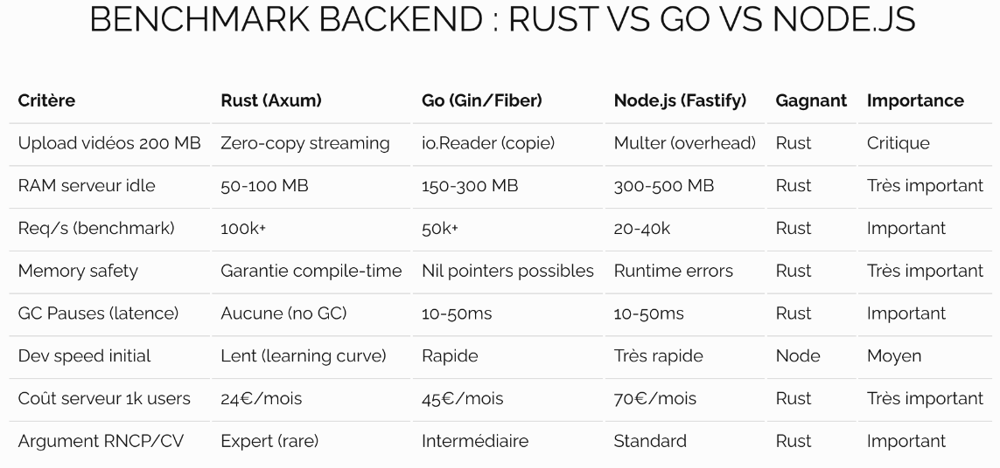 BENCHMARK BACKEND : RUST VS GO VS NODE.JS
Critère Rust (Axum) Go (Gin/Fiber) Node.js (Fastify) Gagnant Importance
Upload vidéos 200 MB Zero-copy streaming io.Reader (copie) Multer (overhead) Rust Critique
RAM serveur idle 50-100 MB 150-300 MB 300-500 MB Rust Très important
Req/s (benchmark) 100k+ 50k+ 20-40k Rust Important
Memory safety Garantie compile-time Nil pointers possibles Runtime errors Rust Très important
GC Pauses (latence) Aucune (no GC) 10-50ms 10-50ms Rust Important
Dev speed initial Lent (learning curve) Rapide Très rapide Node Moyen
Coût serveur 1k users 24€/mois 45€/mois 70€/mois Rust Très important
Argument RNCP/CV Expert (rare) Intermédiaire Standard Rust Important